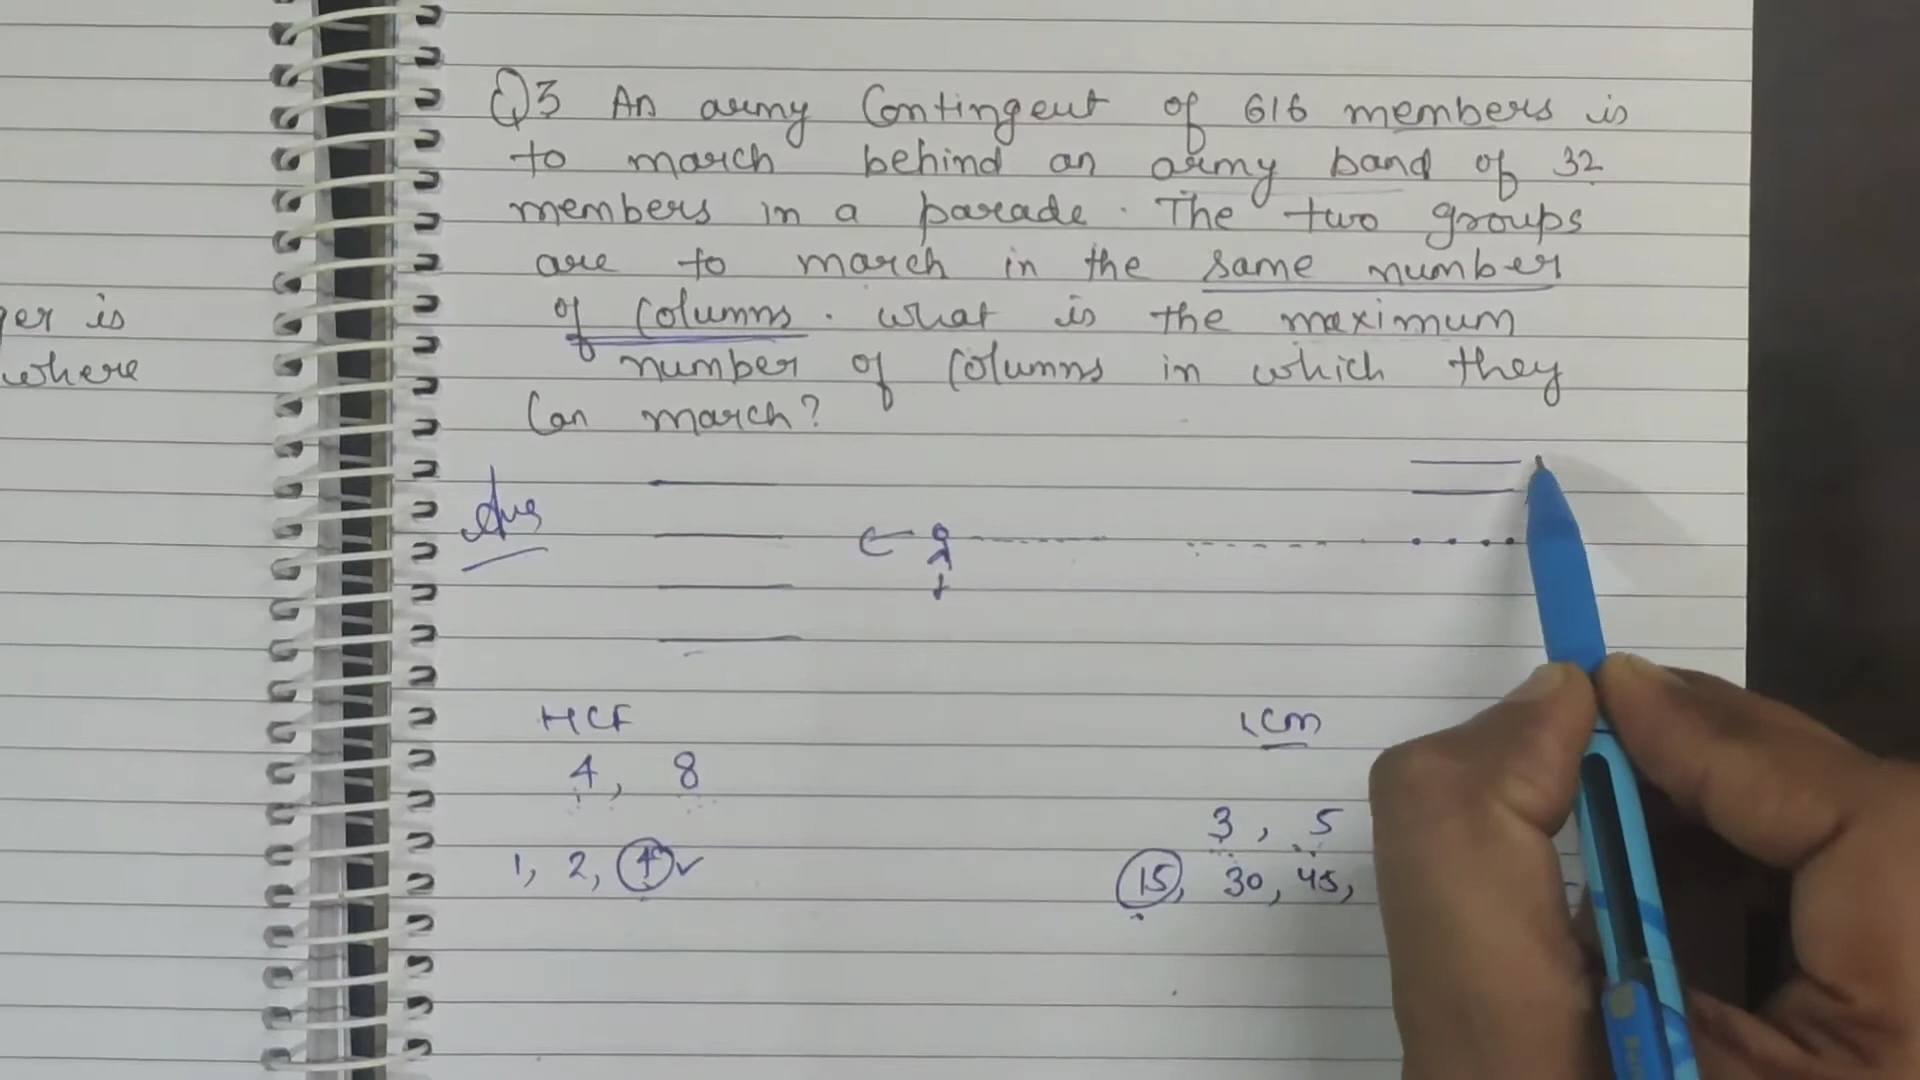 ger is
where
Q3 An army Contingent of 616 members is
to march behind an army band of 32
members in a parade. The two groups
are to march in the same number
of Columns. what is the maximum
number of Columns in which they
Can march?
Ans
HCF
4, 8
1, 2, 4 ✓
LCM
3, 5
15, 30, 45,